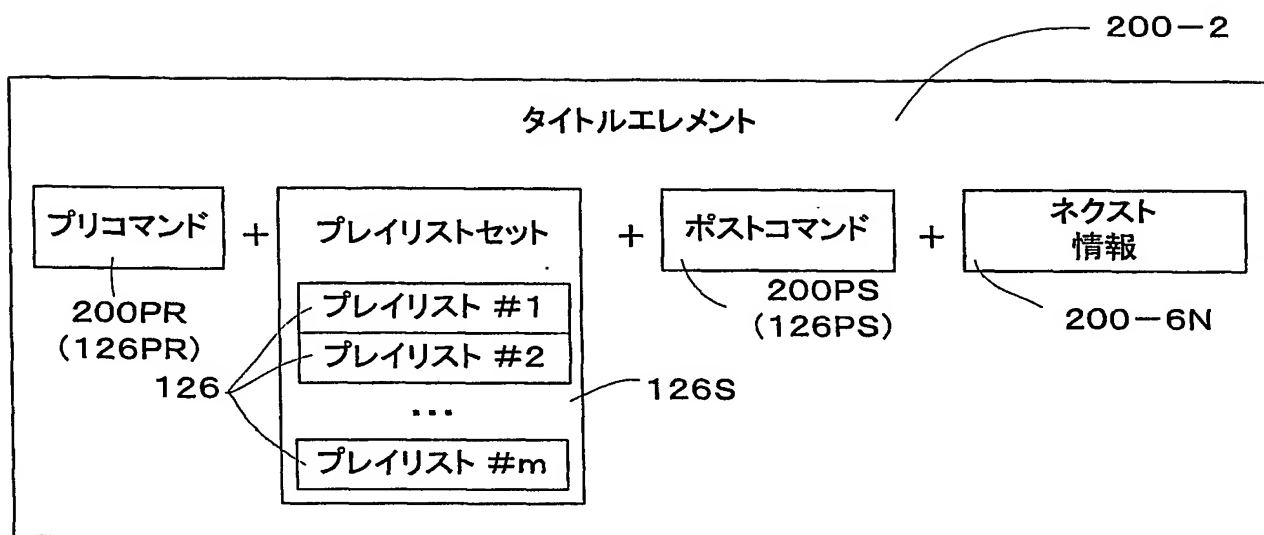 200-2
タイトルエレメント
プリコマンド
+
プレイリストセット
+
ポストコマンド
+
ネクスト
情報
200PR
(126PR)
200PS
(126PS)
200-6N
126
プレイリスト #1
プレイリスト #2
...
プレイリスト #m
126S